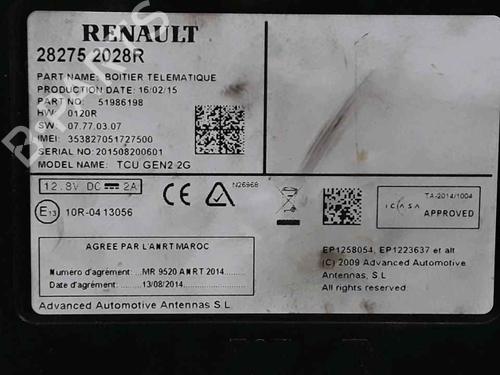 RENAULT
28275 2028R
PART NAME: BOITIER TELEMATIQUE
PRODUCTION DATE: 16/02/15
PART NO: 51986198
HW: 0120R
SW: 07.77.03.07
IMEI: 353827051727500
SERIAL NO: 201508200601
MODEL NAME: TCU GEN2 2G
12.8V DC 2A
CE
N26968
E13 10R-04 13056
ICASA
TA-2014/1004
APPROVED
AGREE PAR L'ANRT MAROC
Numero d'agrément: MR 9520 ANRT 2014
Date d'agrément: 13/08/2014
EP1258054, EP1223637 et alt
(C) 2009 Advanced Automotive
Antennas, S.L
All rights reserved.
Advanced Automotive Antennas S.L